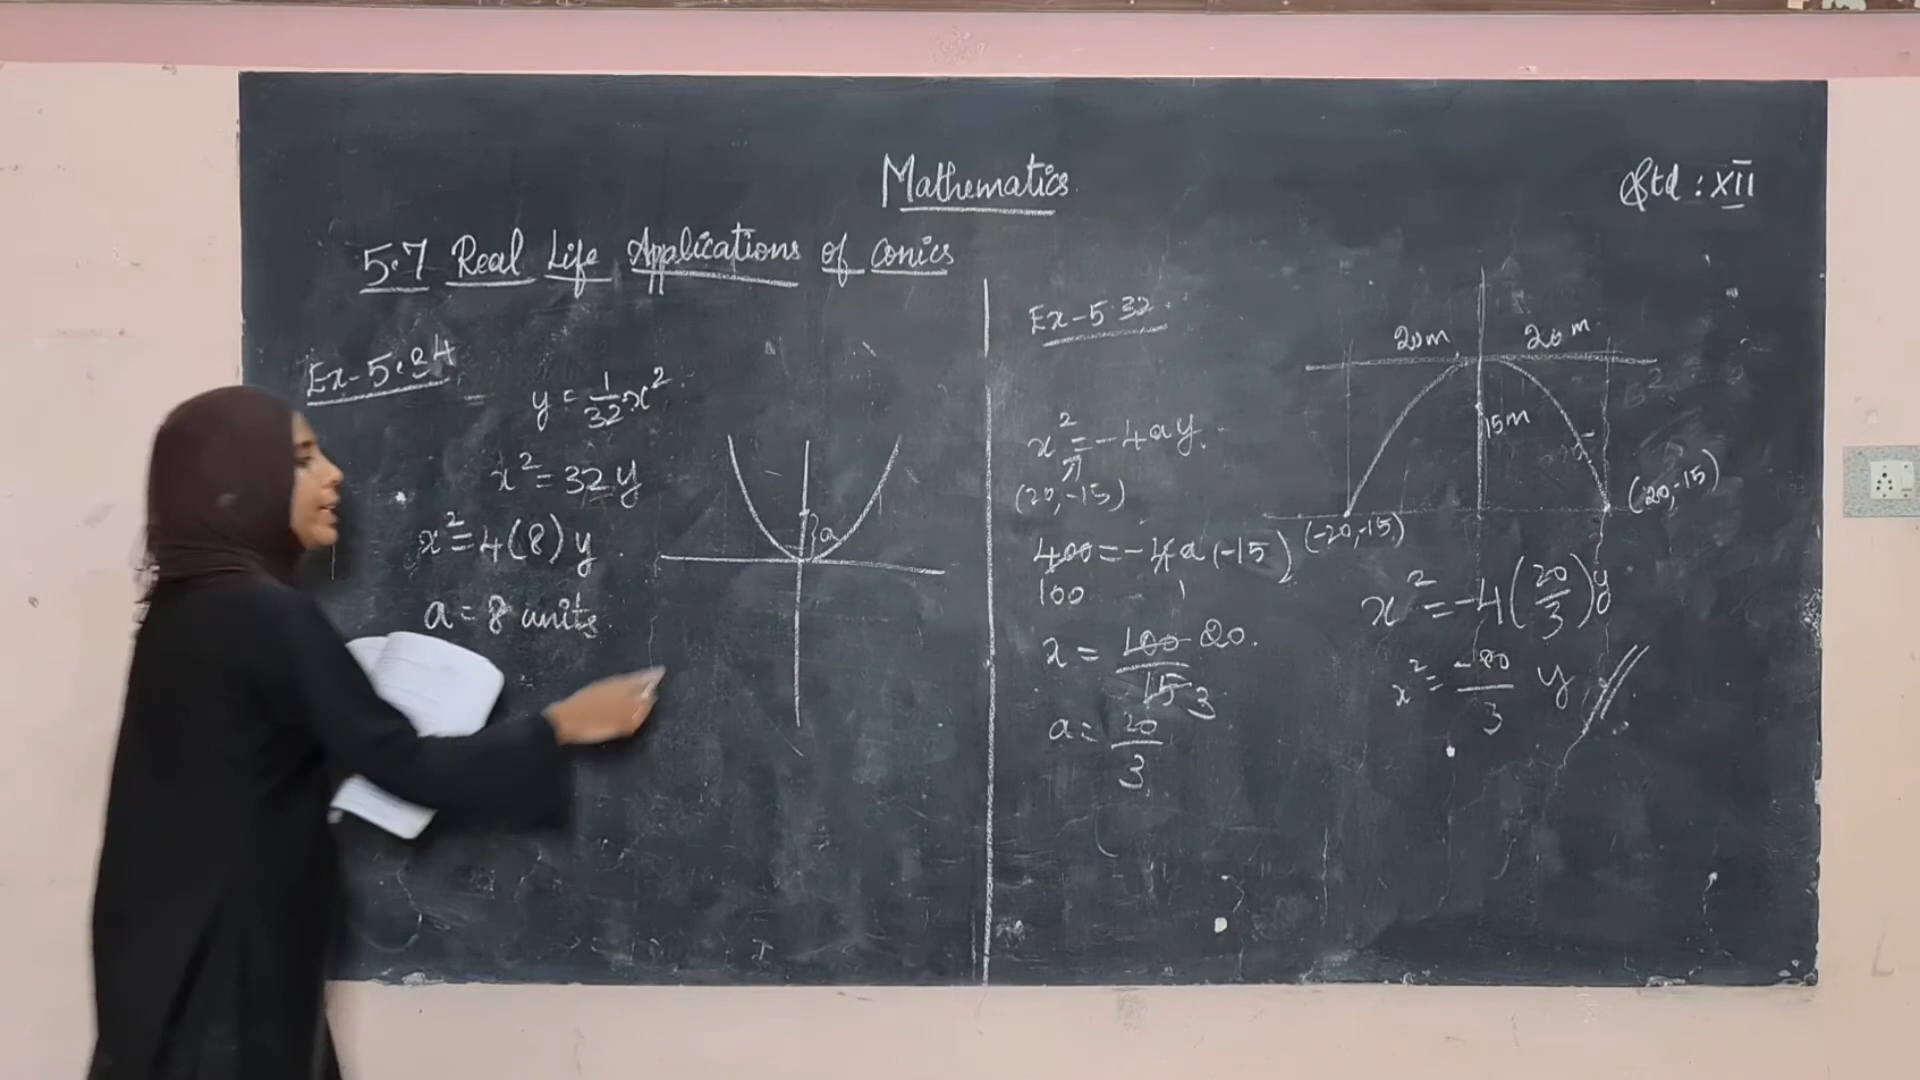 Mathematics
Std : XII
5.7 Real Life Applications of conics
Ex-5.34
y = 1/32 x²
x² = 32y
x² = 4(8)y
a = 8 units
a
Ex-5.32
x² = -4ay
(20,-15)
400 = -4a(-15)
100 1
= 100 20
15 3
a = 20/3
20m 20m
15m
(-20,-15)
(20,-15)
x² = -4(20/3)y
x² = -80/3 y